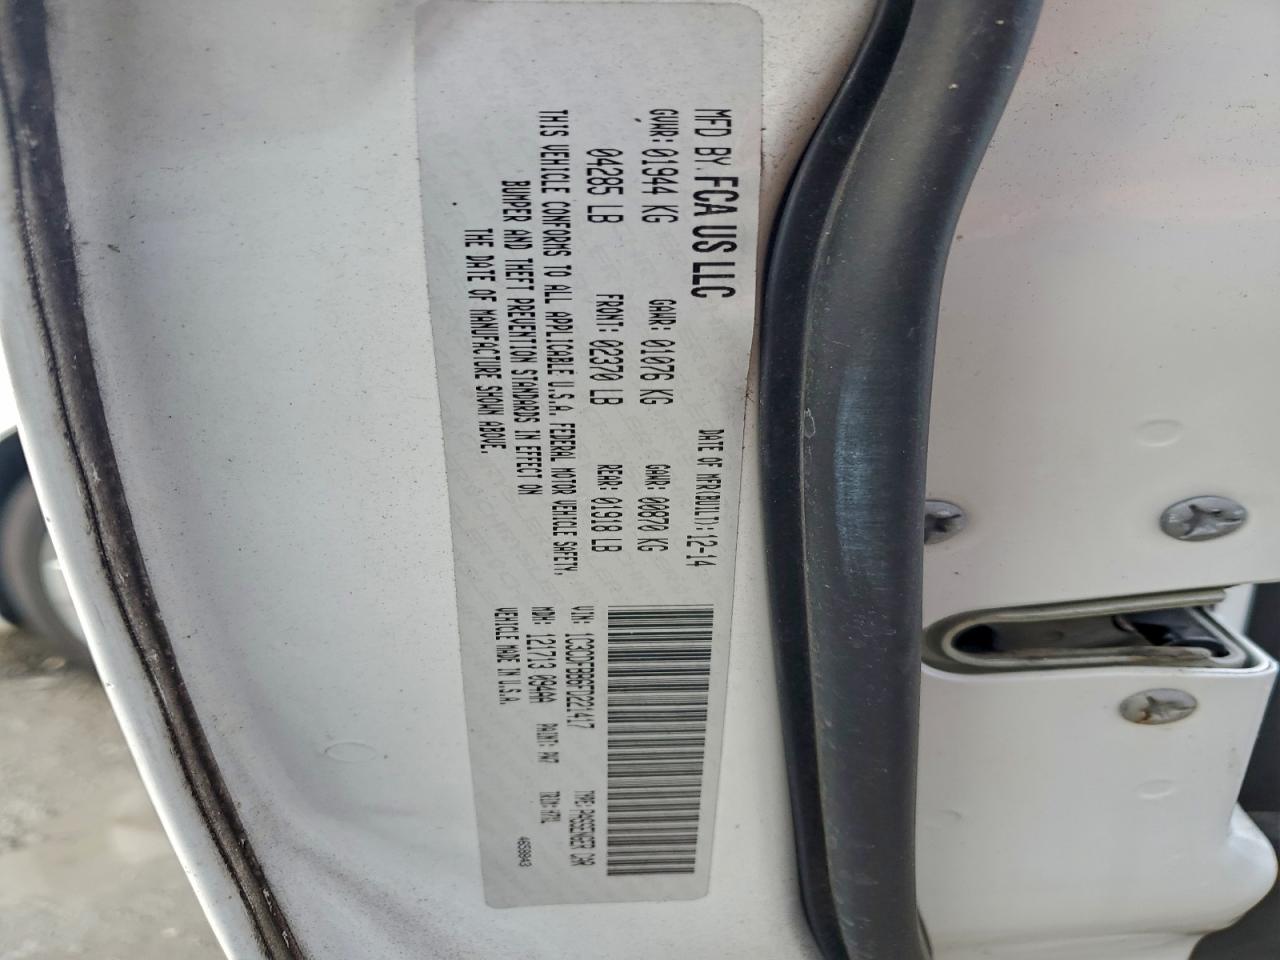 MFD BY FCA US LLC
DATE OF MFR(BUILT): 12-14
GVWR: 01944 KG
GAWR: 01076 KG
GAWR: 00870 KG
04285 LB
FRONT: 02370 LB
REAR: 01918 LB
THIS VEHICLE CONFORMS TO ALL APPLICABLE U.S.A. FEDERAL MOTOR VEHICLE SAFETY,
BUMPER AND THEFT PREVENTION STANDARDS IN EFFECT ON
THE DATE OF MANUFACTURE SHOWN ABOVE.
VIN: 1C3CDFBB6FD221417
TYPE: PASSENGER CAR
MDH: 121713 094AA
PAINT: PW7
TRIM:
VEHICLE MADE IN U.S.A.